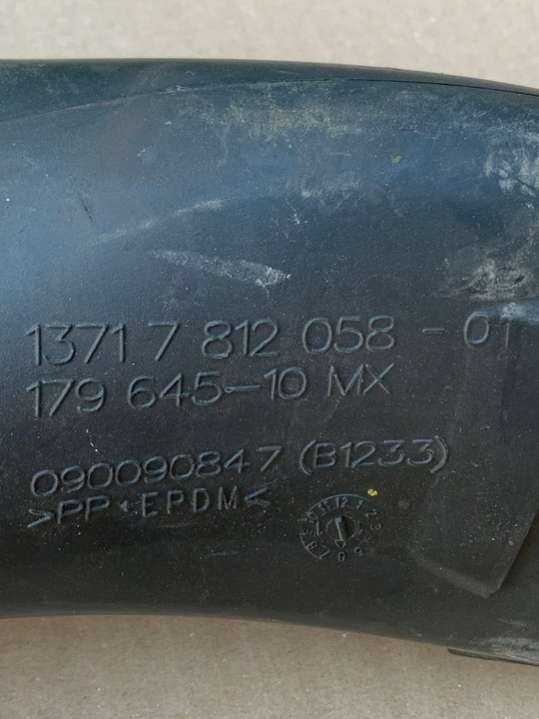 1371 7 812 058 - 01
179 645-10 MX
090090847 (B1233)
>PP+EPDM<